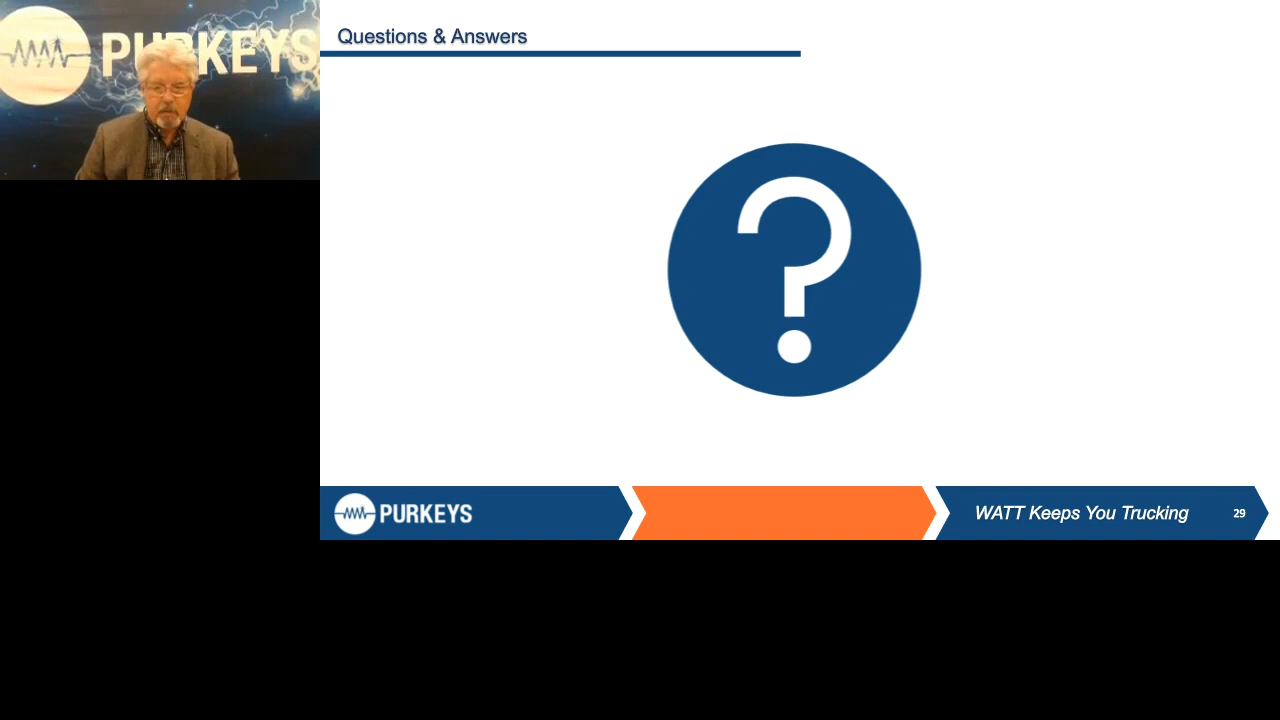 PURKEYS
Questions & Answers
?
PURKEYS
WATT Keeps You Trucking
29